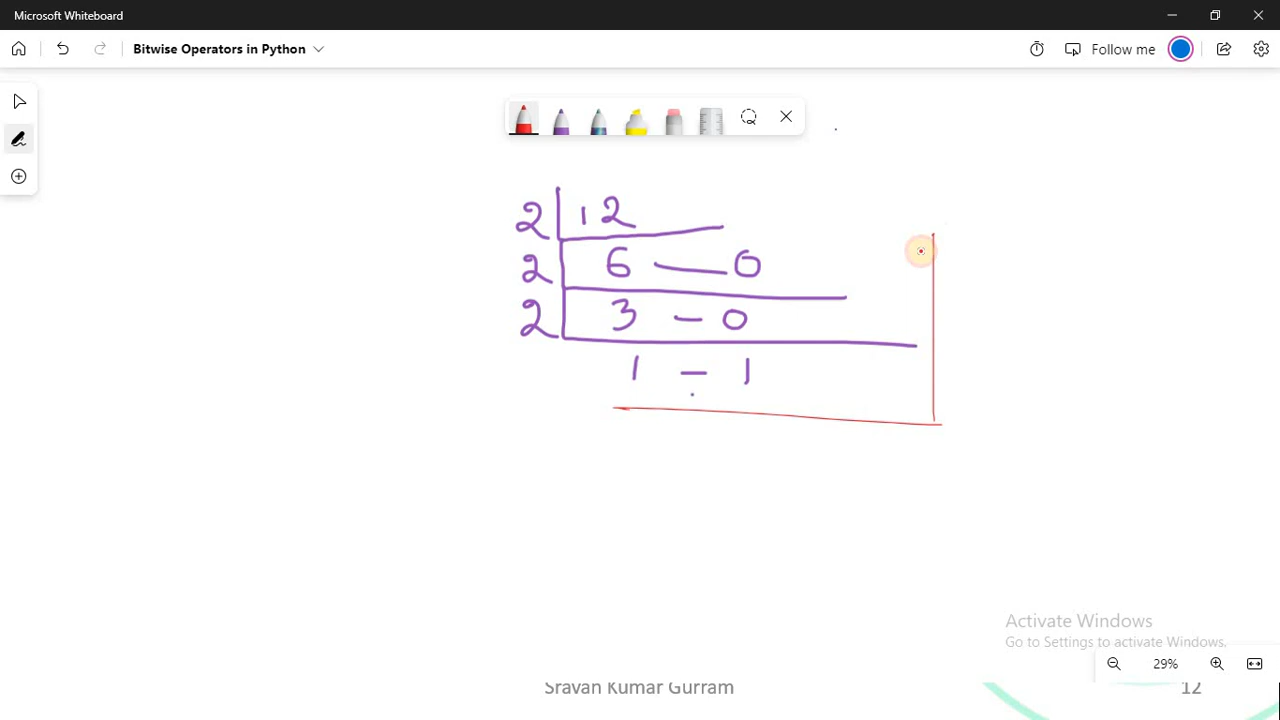 Microsoft Whiteboard
Bitwise Operators in Python
Follow me
2 12
2 6 — 0
2 3 - 0
1 - 1
Activate Windows
Go to Settings to activate Windows.
29%
Sravan Kumar Gurram
12